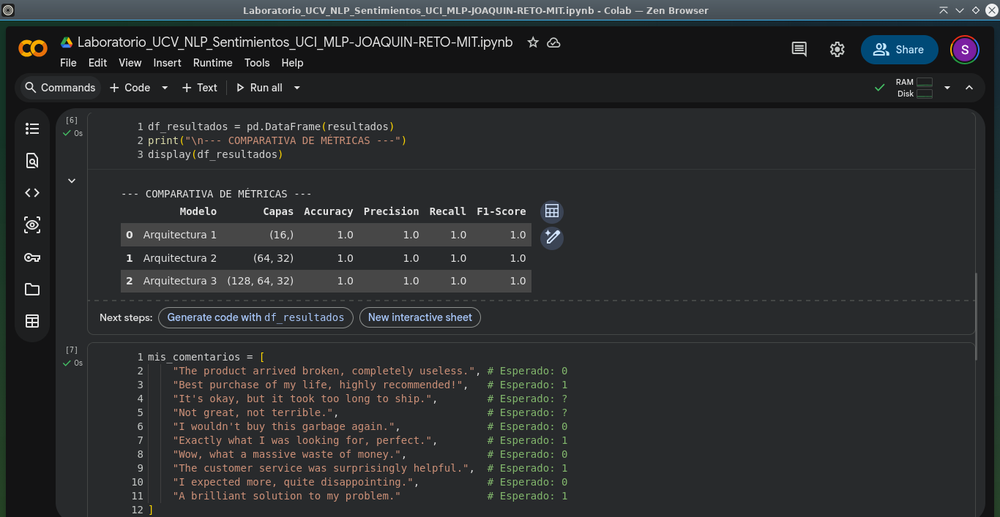 Laboratorio_UCV_NLP_Sentimientos_UCI_MLP-JOAQUIN-RETO-MIT.ipynb - Colab — Zen Browser
Laboratorio_UCV_NLP_Sentimientos_UCI_MLP-JOAQUIN-RETO-MIT.ipynb
File Edit View Insert Runtime Tools Help
Share
S
Commands + Code + Text Run all
RAM
Disk
[6]
0s
1 df_resultados = pd.DataFrame(resultados)
2 print("\n--- COMPARATIVA DE MÉTRICAS ---")
3 display(df_resultados)
--- COMPARATIVA DE MÉTRICAS ---
Modelo Capas Accuracy Precision Recall F1-Score
0 Arquitectura 1 (16,) 1.0 1.0 1.0 1.0
1 Arquitectura 2 (64, 32) 1.0 1.0 1.0 1.0
2 Arquitectura 3 (128, 64, 32) 1.0 1.0 1.0 1.0
Next steps: Generate code with df_resultados New interactive sheet
[7]
0s
1 mis_comentarios = [
2 "The product arrived broken, completely useless.", # Esperado: 0
3 "Best purchase of my life, highly recommended!", # Esperado: 1
4 "It's okay, but it took too long to ship.", # Esperado: ?
5 "Not great, not terrible.", # Esperado: ?
6 "I wouldn't buy this garbage again.", # Esperado: 0
7 "Exactly what I was looking for, perfect.", # Esperado: 1
8 "Wow, what a massive waste of money.", # Esperado: 0
9 "The customer service was surprisingly helpful.", # Esperado: 1
10 "I expected more, quite disappointing.", # Esperado: 0
11 "A brilliant solution to my problem." # Esperado: 1
12 ]